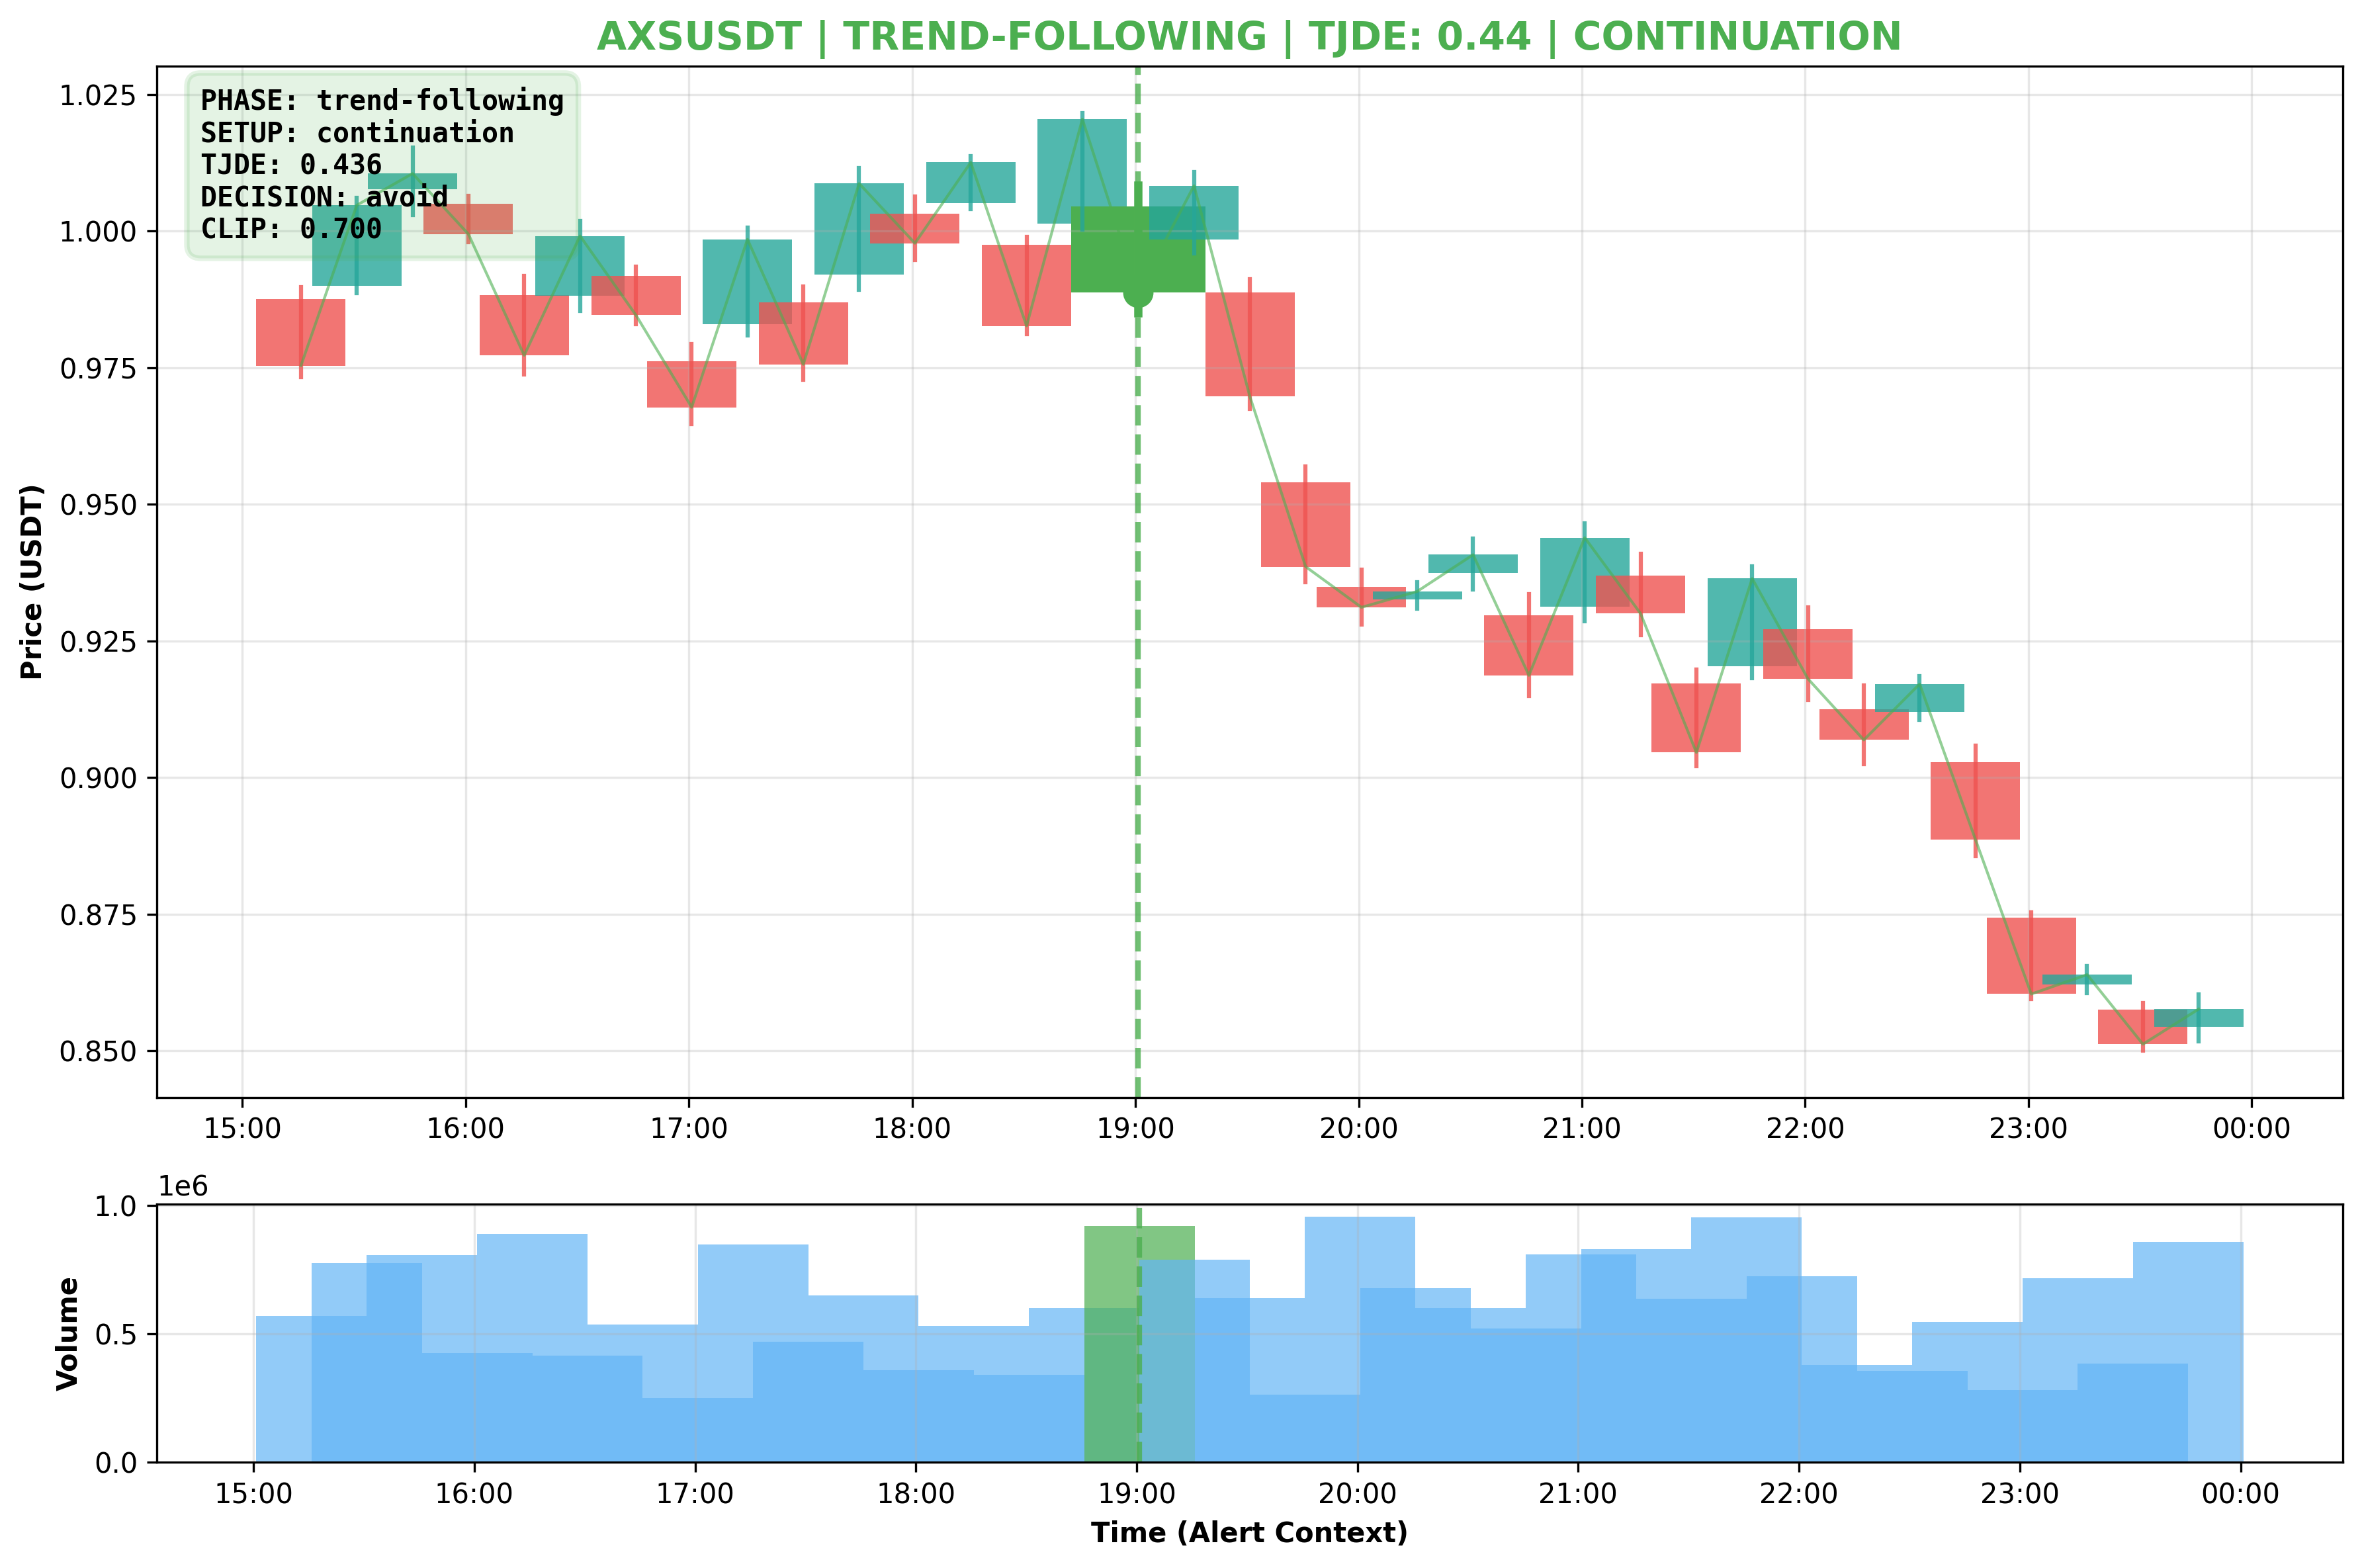 AXSUSDT | TREND-FOLLOWING | TJDE: 0.44 | CONTINUATION
PHASE: trend-following
SETUP: continuation
TJDE: 0.436
DECISION: avoid
CLIP: 0.700
Price (USDT)
1.025
1.000
0.975
0.950
0.925
0.900
0.875
0.850
15:00 16:00 17:00 18:00 19:00 20:00 21:00 22:00 23:00 00:00
1e6
Volume
1.0
0.5
0.0
15:00 16:00 17:00 18:00 19:00 20:00 21:00 22:00 23:00 00:00
Time (Alert Context)